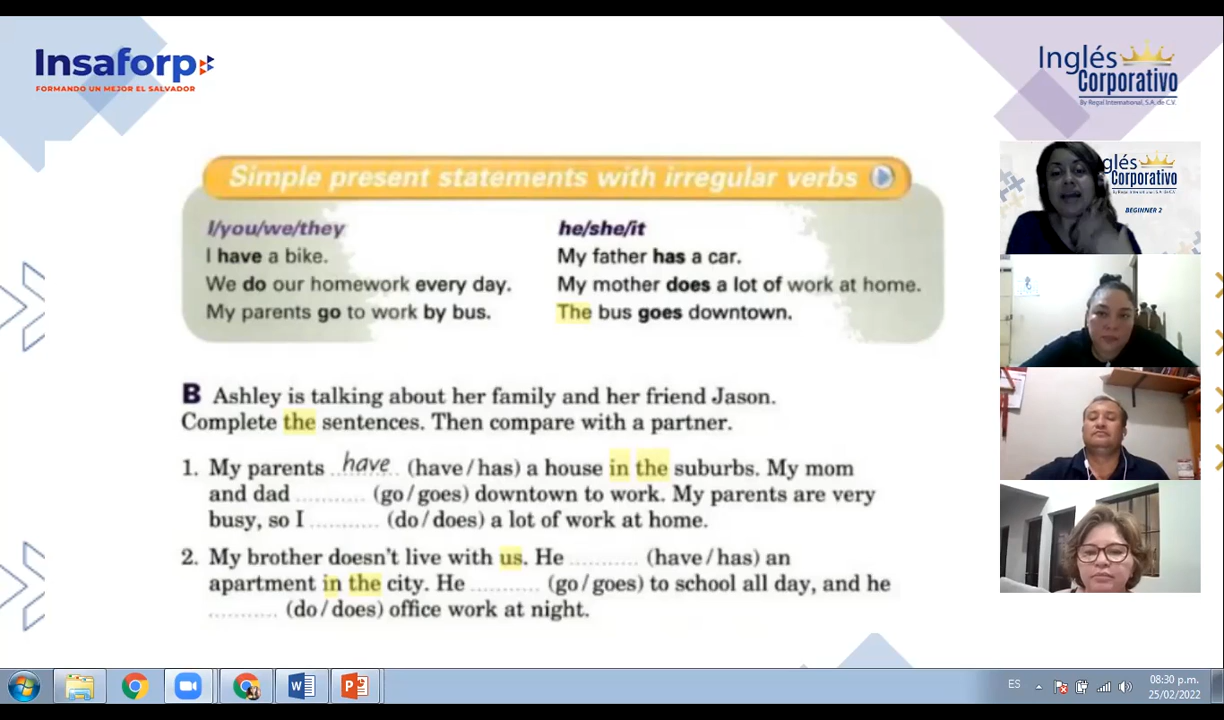 Insaforp
FORMANDO UN MEJOR EL SALVADOR
Inglés
Corporativo
By Regal International, S.A. de C.V.
Simple present statements with irregular verbs
I/you/we/they
he/she/it
I have a bike.
My father has a car.
We do our homework every day.
My mother does a lot of work at home.
My parents go to work by bus.
The bus goes downtown.
B Ashley is talking about her family and her friend Jason.
Complete the sentences. Then compare with a partner.
1. My parents have (have / has) a house in the suburbs. My mom
and dad ............ (go / goes) downtown to work. My parents are very
busy, so I ............ (do / does) a lot of work at home.
2. My brother doesn't live with us. He ............ (have / has) an
apartment in the city. He ............ (go / goes) to school all day, and he
............ (do / does) office work at night.
glés
Corporativo
BEGINNER 2
ES
08:30 p.m.
25/02/2022